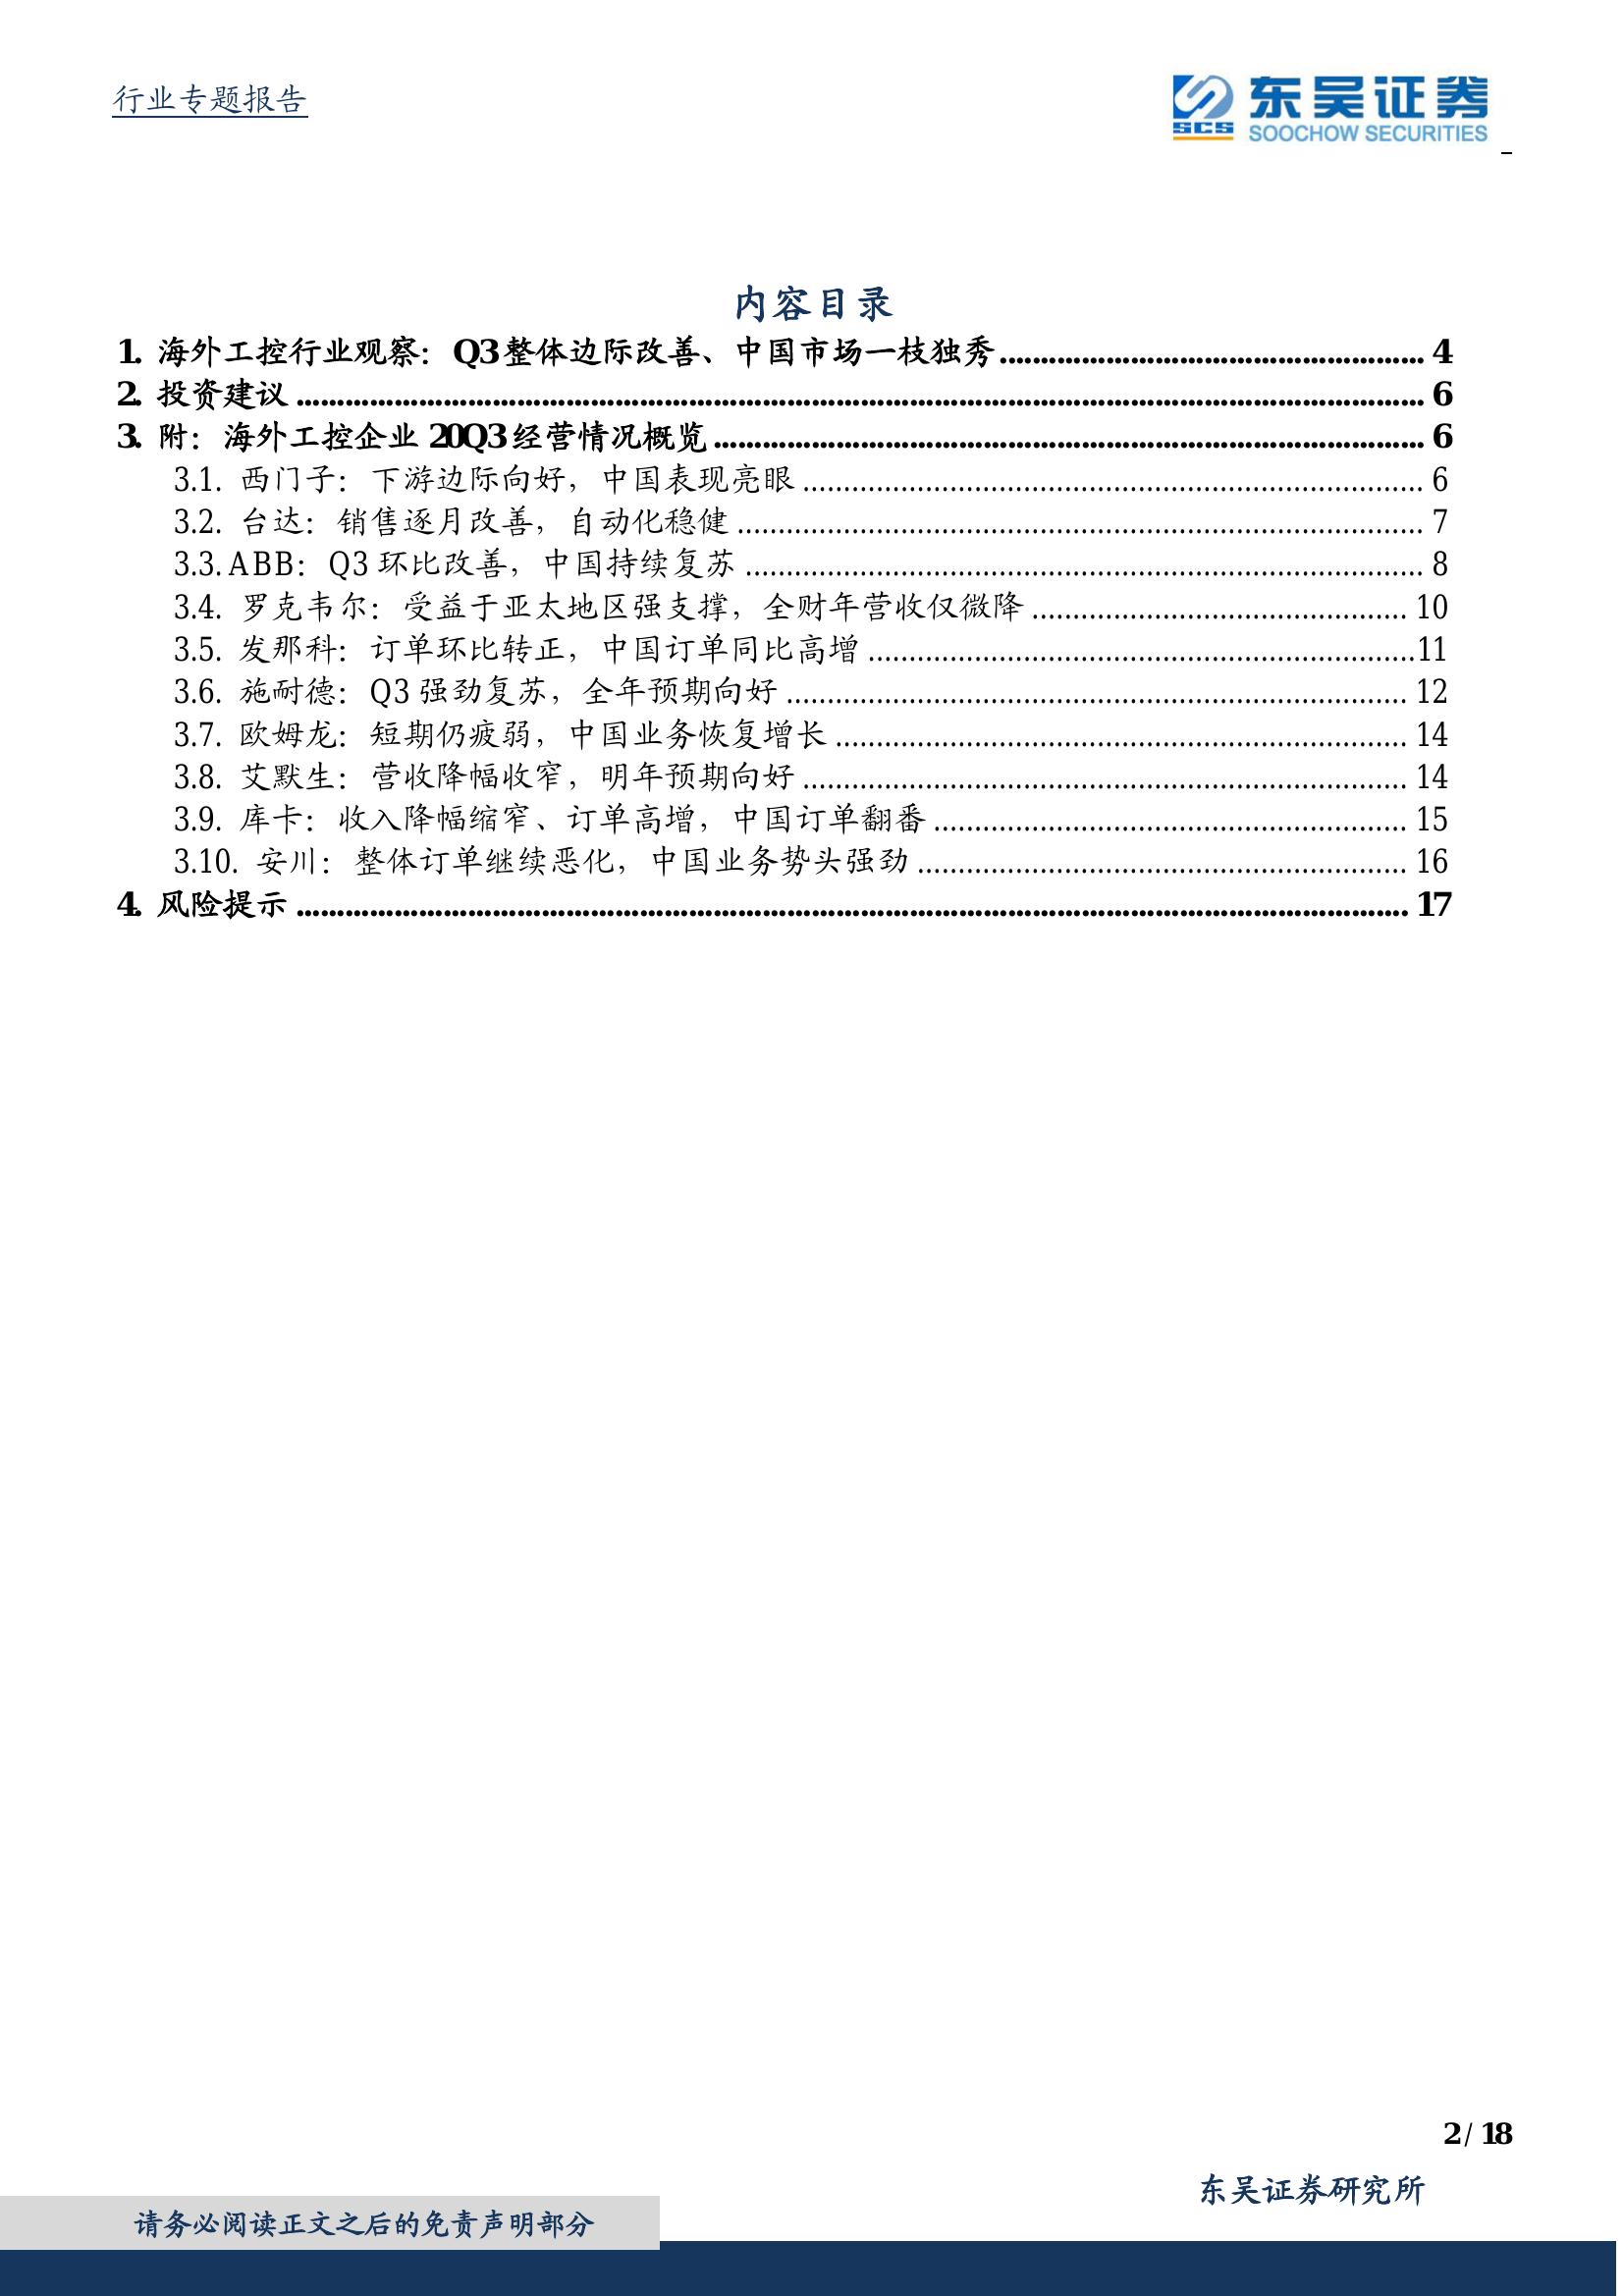 行业专题报告
SCS
东吴证券
SOOCHOW SECURITIES
内容目录
1. 海外工控行业观察：Q3整体边际改善、中国市场一枝独秀 4
2. 投资建议 6
3. 附：海外工控企业 20Q3 经营情况概览 6
3.1. 西门子：下游边际向好，中国表现亮眼 6
3.2. 台达：销售逐月改善，自动化稳健 7
3.3. ABB：Q3 环比改善，中国持续复苏 8
3.4. 罗克韦尔：受益于亚太地区强支撑，全财年营收仅微降 10
3.5. 发那科：订单环比转正，中国订单同比高增 11
3.6. 施耐德：Q3 强劲复苏，全年预期向好 12
3.7. 欧姆龙：短期仍疲弱，中国业务恢复增长 14
3.8. 艾默生：营收降幅收窄，明年预期向好 14
3.9. 库卡：收入降幅缩窄、订单高增，中国订单翻番 15
3.10. 安川：整体订单继续恶化，中国业务势头强劲 16
4. 风险提示 17
2 / 18
东吴证券研究所
请务必阅读正文之后的免责声明部分